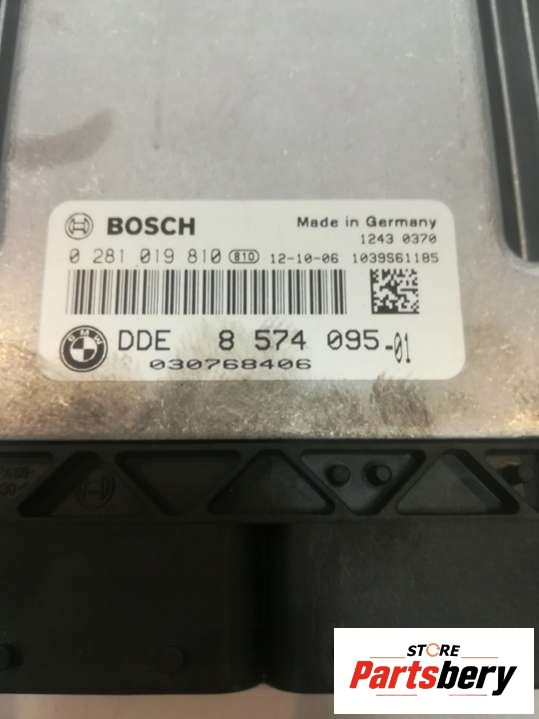 BOSCH
Made in Germany
1243 0370
0 281 019 810 810 12-10-06 1039S61185
BMW DDE 8 574 095-01
030768406
STORE
Partsbery